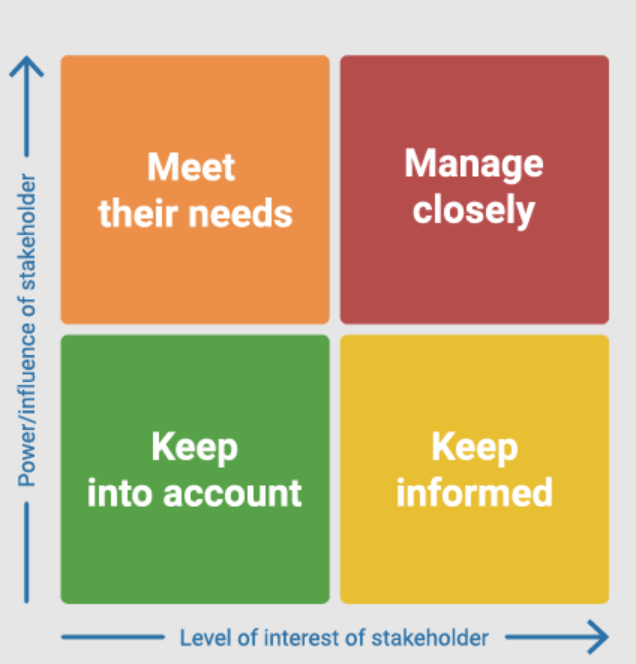 Meet
their needs
Manage
closely
Power/influence of stakeholder
Keep
into account
Keep
informed
Level of interest of stakeholder